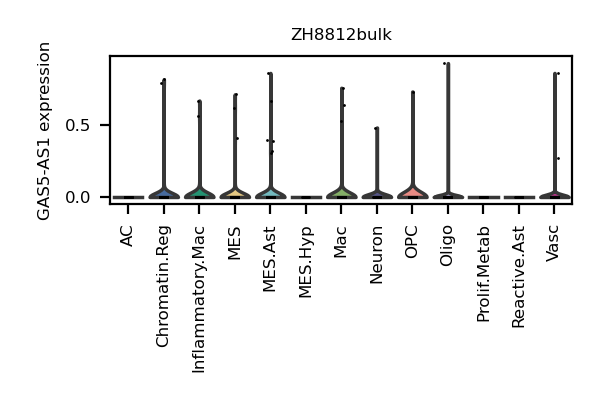 ZH8812bulk
GAS5-AS1 expression
0.5
0.0
AC
Chromatin.Reg
Inflammatory.Mac
MES
MES.Ast
MES.Hyp
Mac
Neuron
OPC
Oligo
Prolif.Metab
Reactive.Ast
Vasc